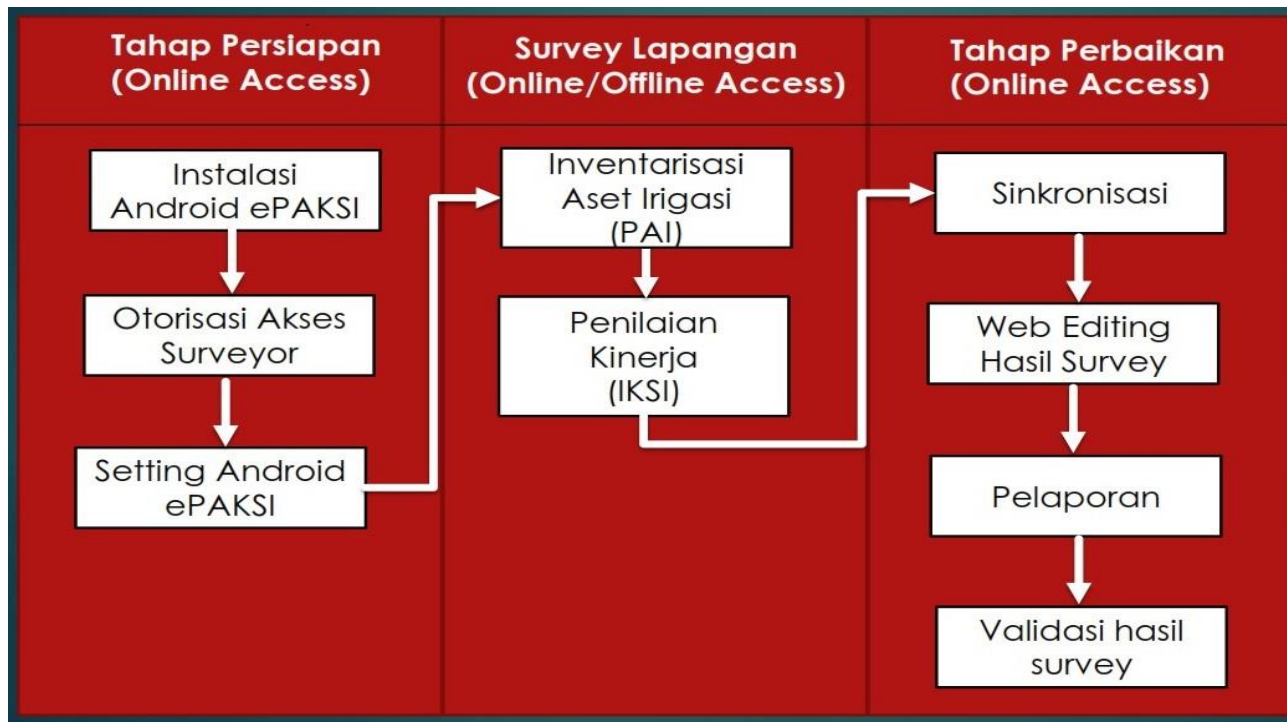 Tahap Persiapan
(Online Access)
Instalasi
Android ePAKSI
Otorisasi Akses
Surveyor
Setting Android
ePAKSI
Survey Lapangan
(Online/Offline Access)
Inventarisasi
Aset Irigasi
(PAI)
Penilaian
Kinerja
(IKSI)
Tahap Perbaikan
(Online Access)
Sinkronisasi
Web Editing
Hasil Survey
Pelaporan
Validasi hasil
survey